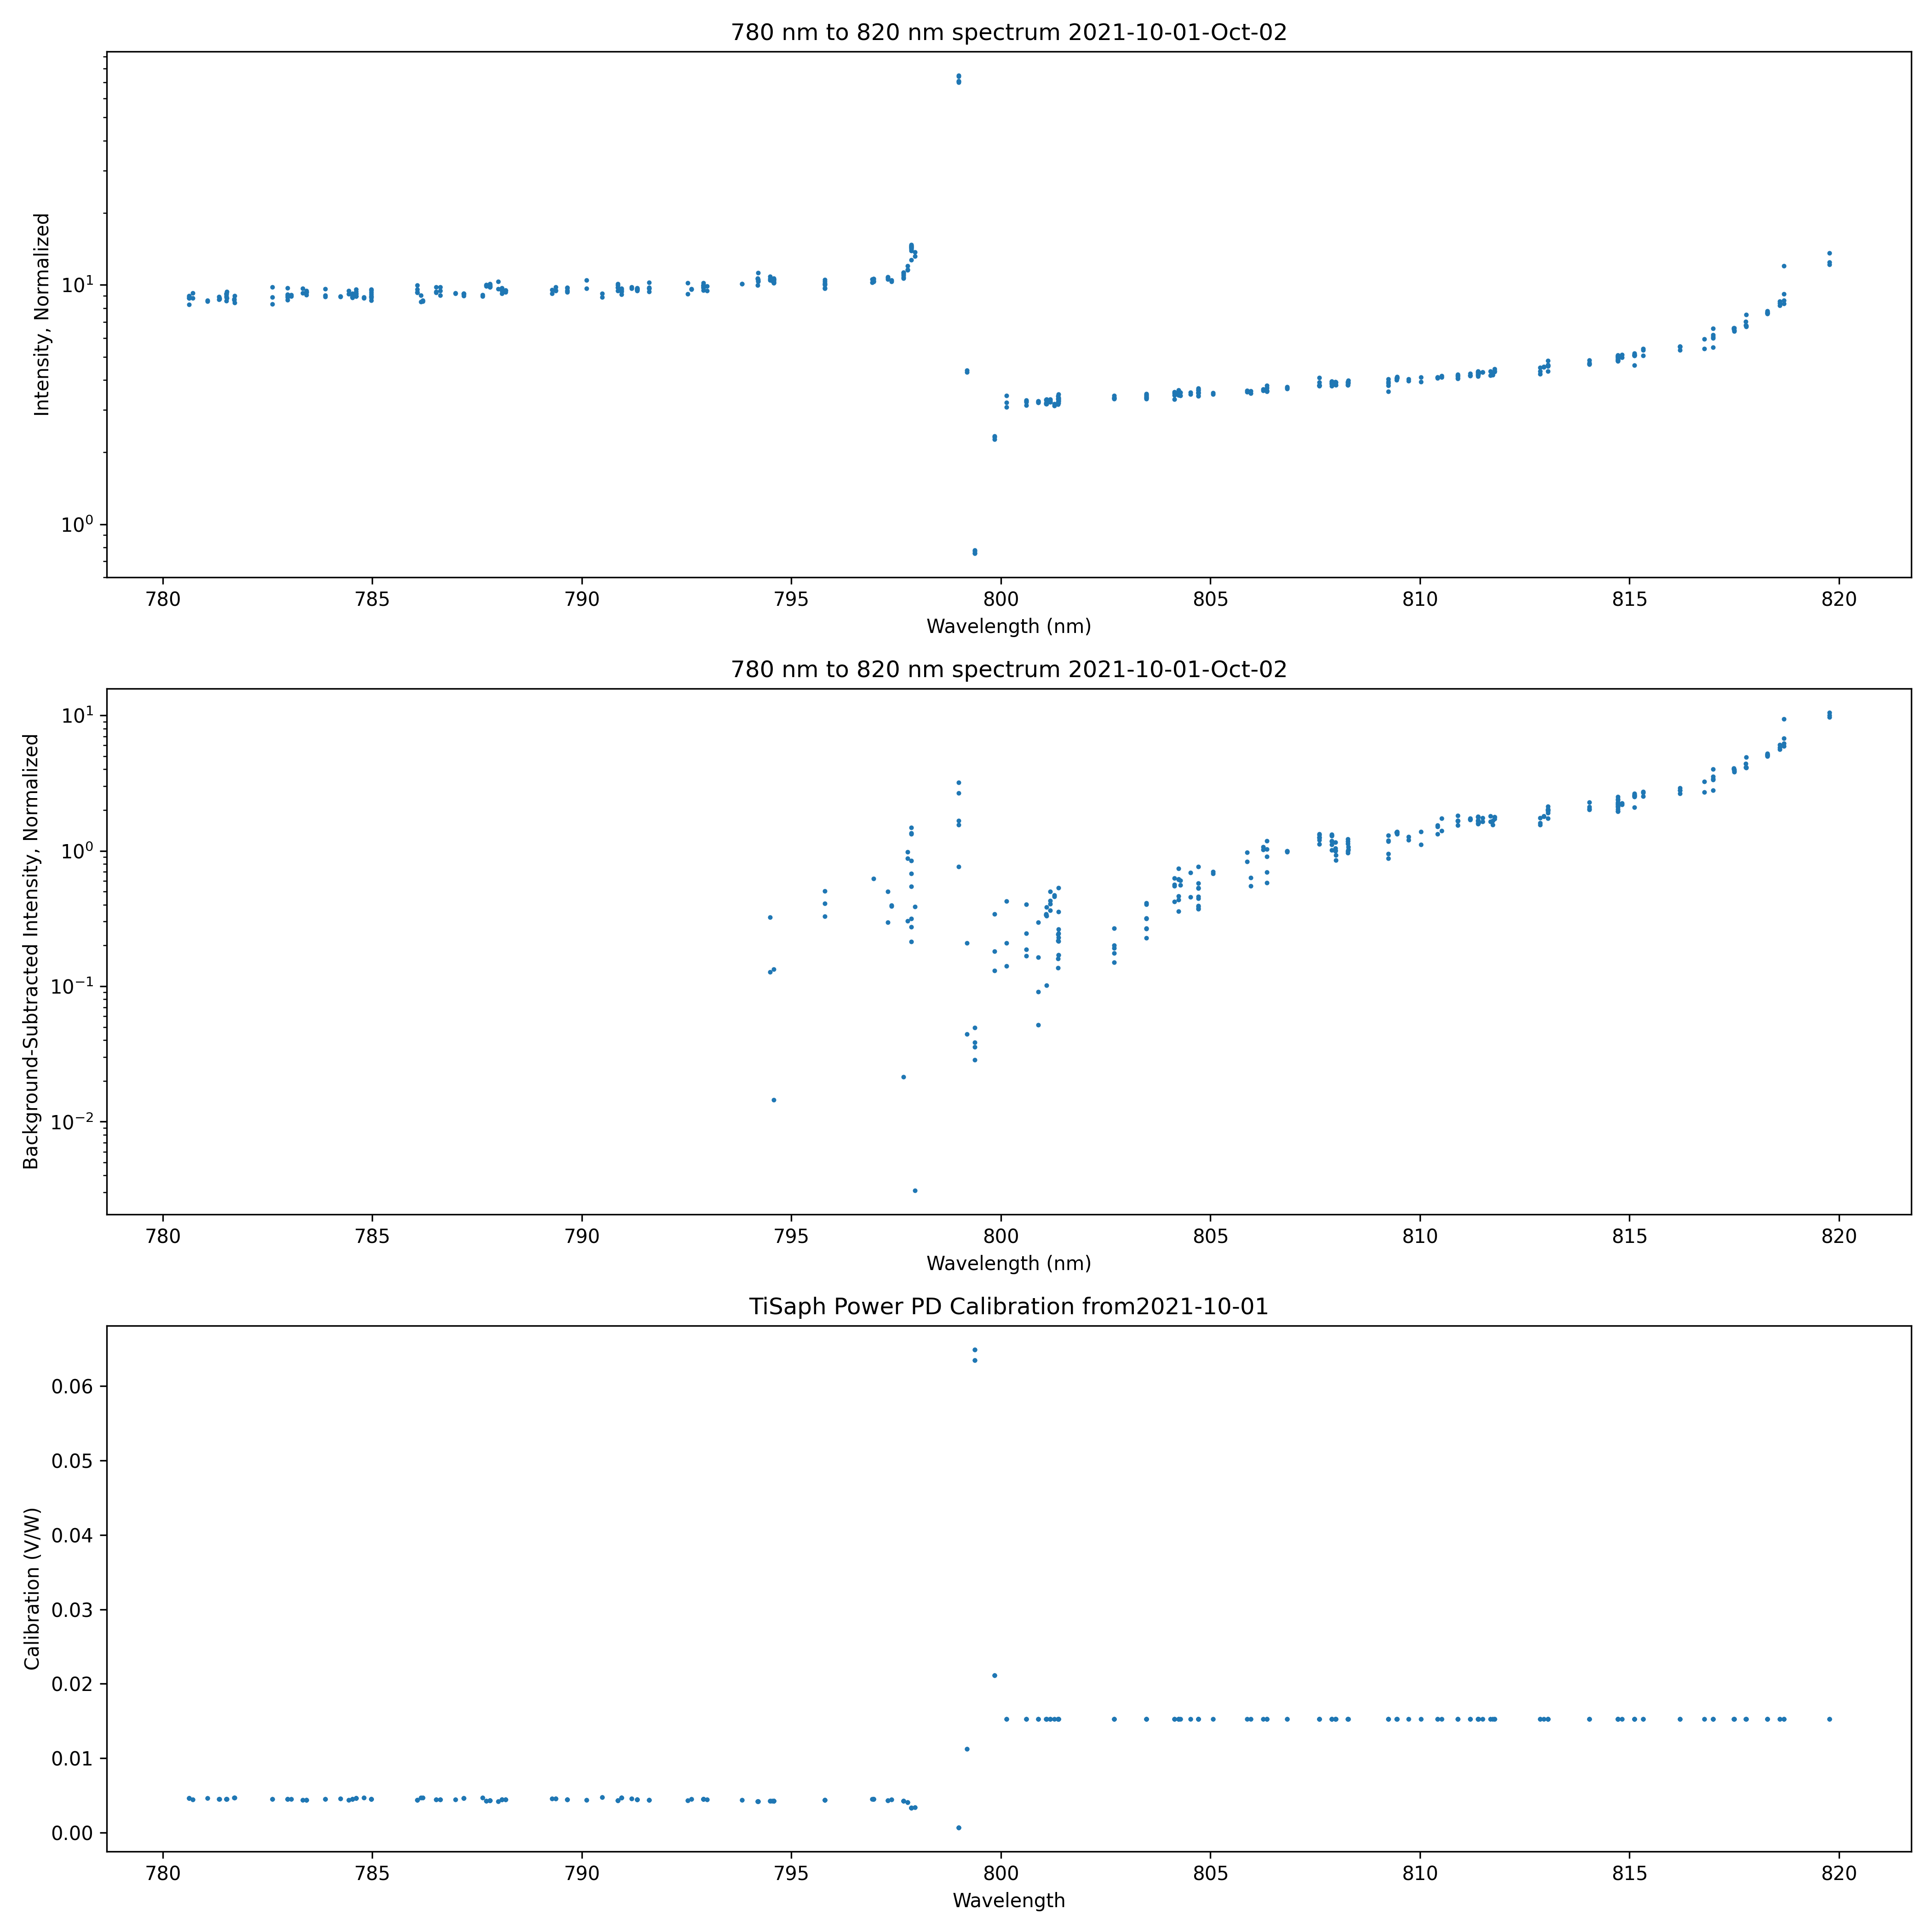 780 nm to 820 nm spectrum 2021-10-01-Oct-02
Intensity, Normalized
10¹
10⁰
780 785 790 795 800 805 810 815 820
Wavelength (nm)
780 nm to 820 nm spectrum 2021-10-01-Oct-02
Background-Subtracted Intensity, Normalized
10¹
10⁰
10⁻¹
10⁻²
780 785 790 795 800 805 810 815 820
Wavelength (nm)
TiSaph Power PD Calibration from2021-10-01
Calibration (V/W)
0.06
0.05
0.04
0.03
0.02
0.01
0.00
780 785 790 795 800 805 810 815 820
Wavelength